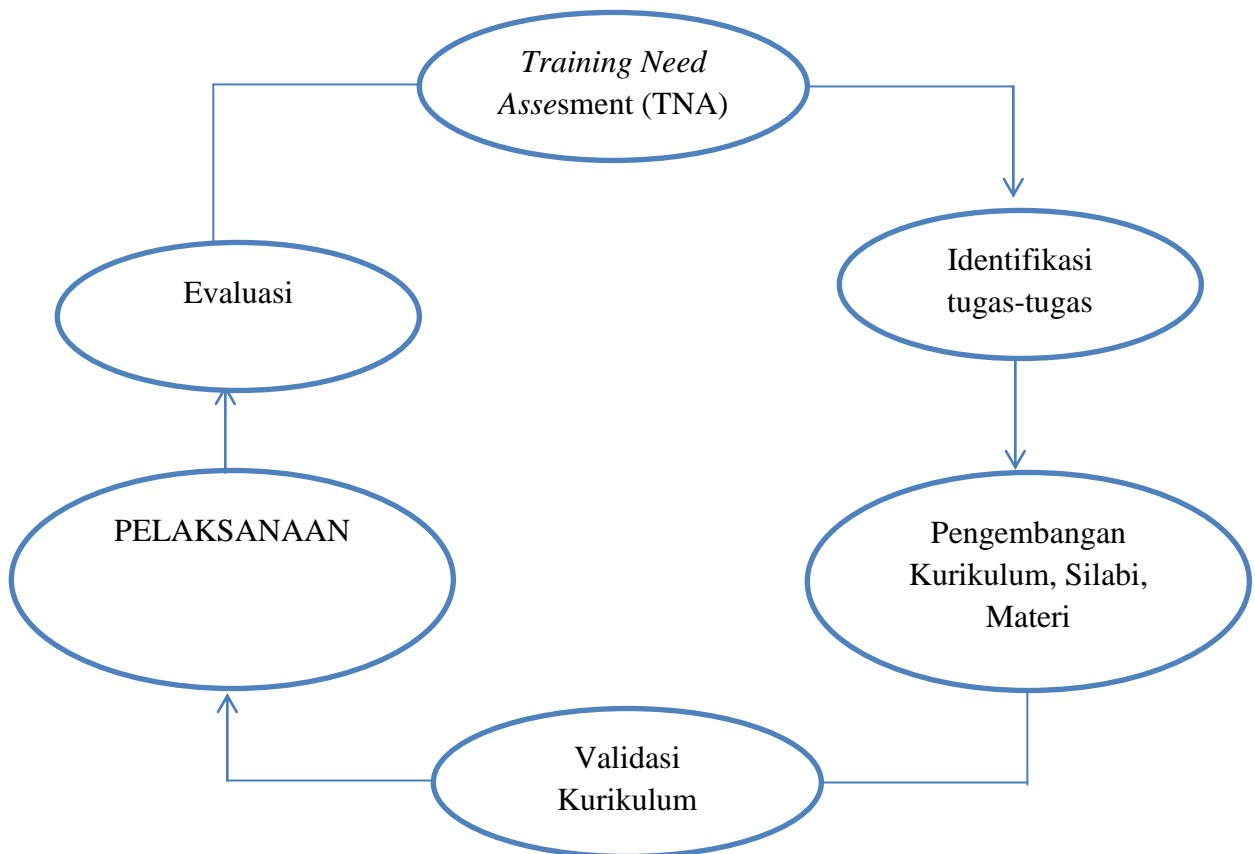 Training Need
Assesment (TNA)
Identifikasi
tugas-tugas
Pengembangan
Kurikulum, Silabi,
Materi
Validasi
Kurikulum
PELAKSANAAN
Evaluasi